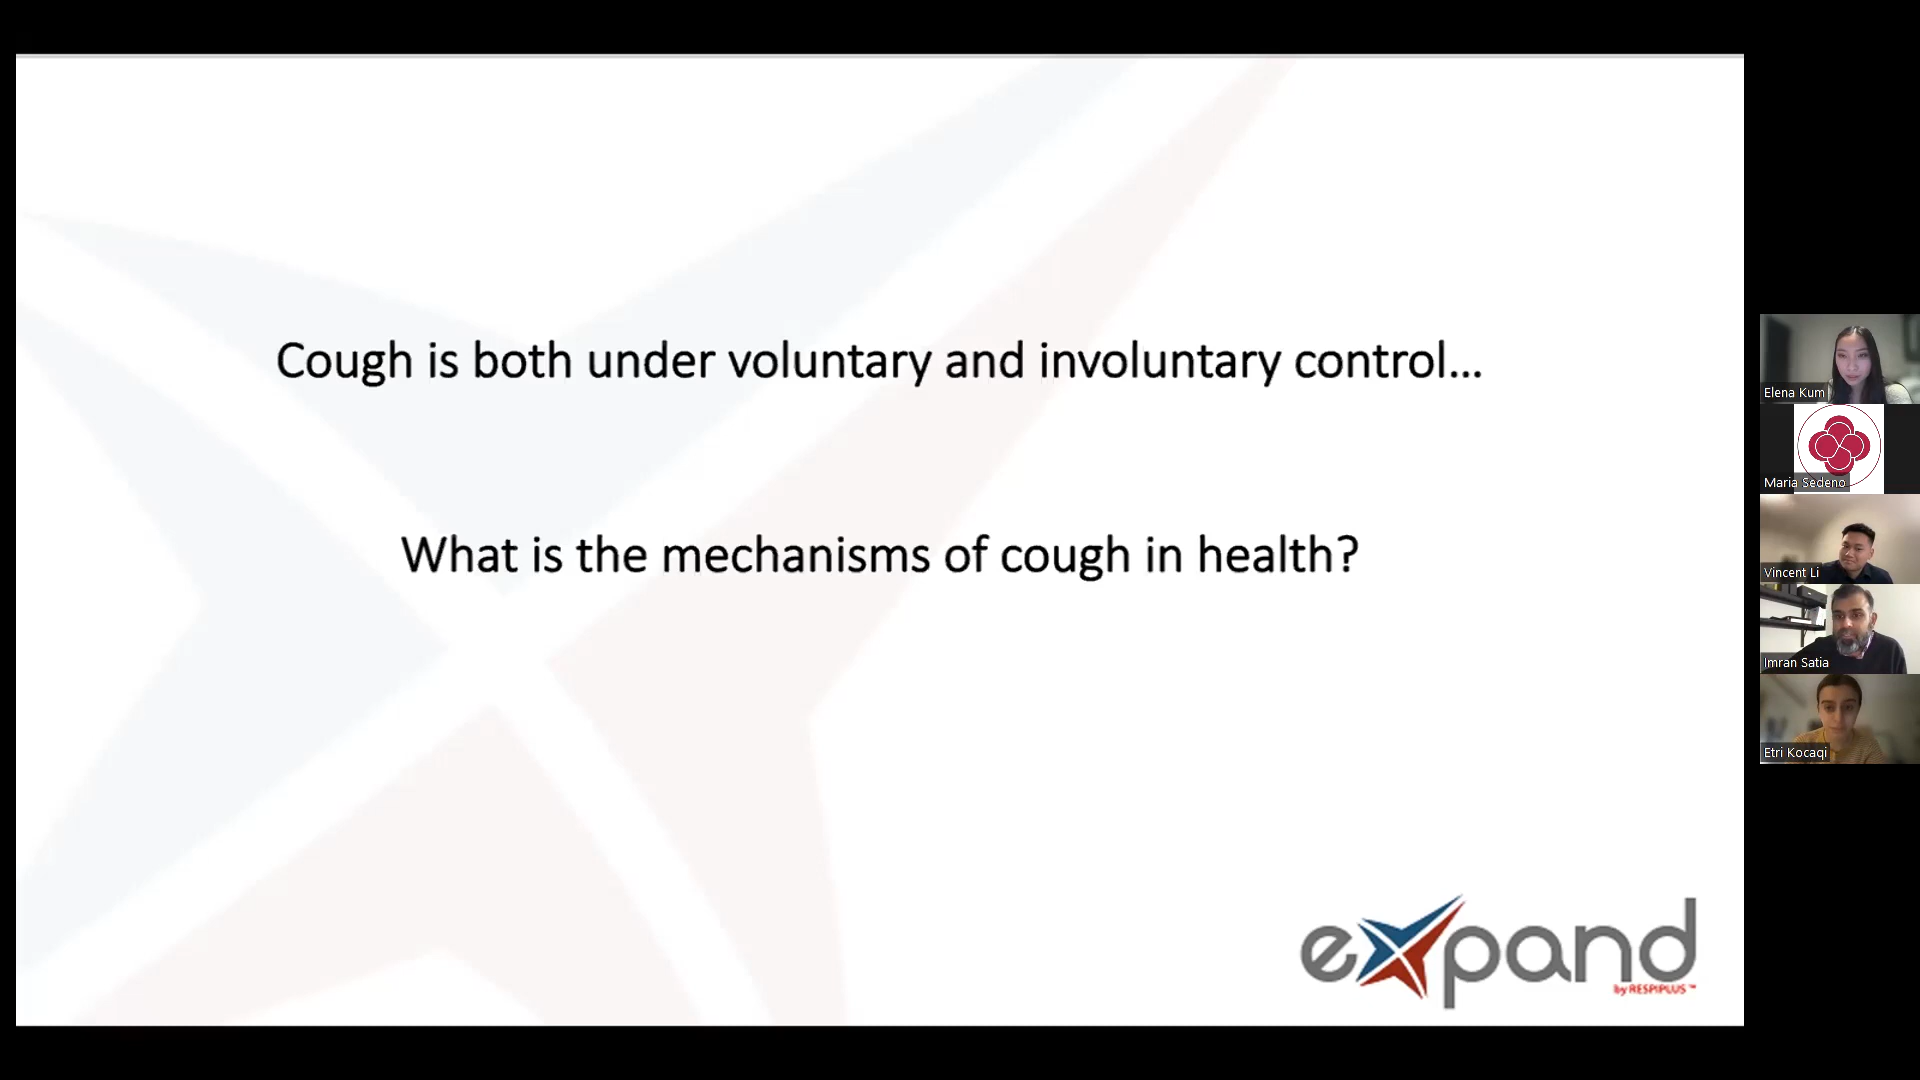 Cough is both under voluntary and involuntary control...
What is the mechanisms of cough in health?
expand
by RESPIPLUS™
Elena Kum
Maria Sedeno
Vincent Li
Imran Satia
Etri Kocaqi